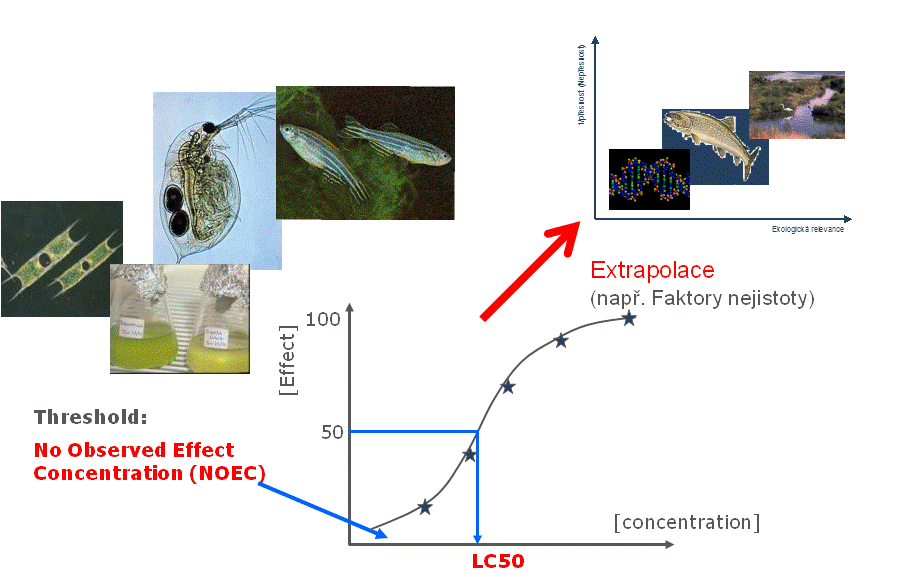 Ekologická relevance
Extrapolace
(např. Faktory nejistoty)
100
[Effect]
50
Threshold:
No Observed Effect
Concentration (NOEC)
[concentration]
LC50